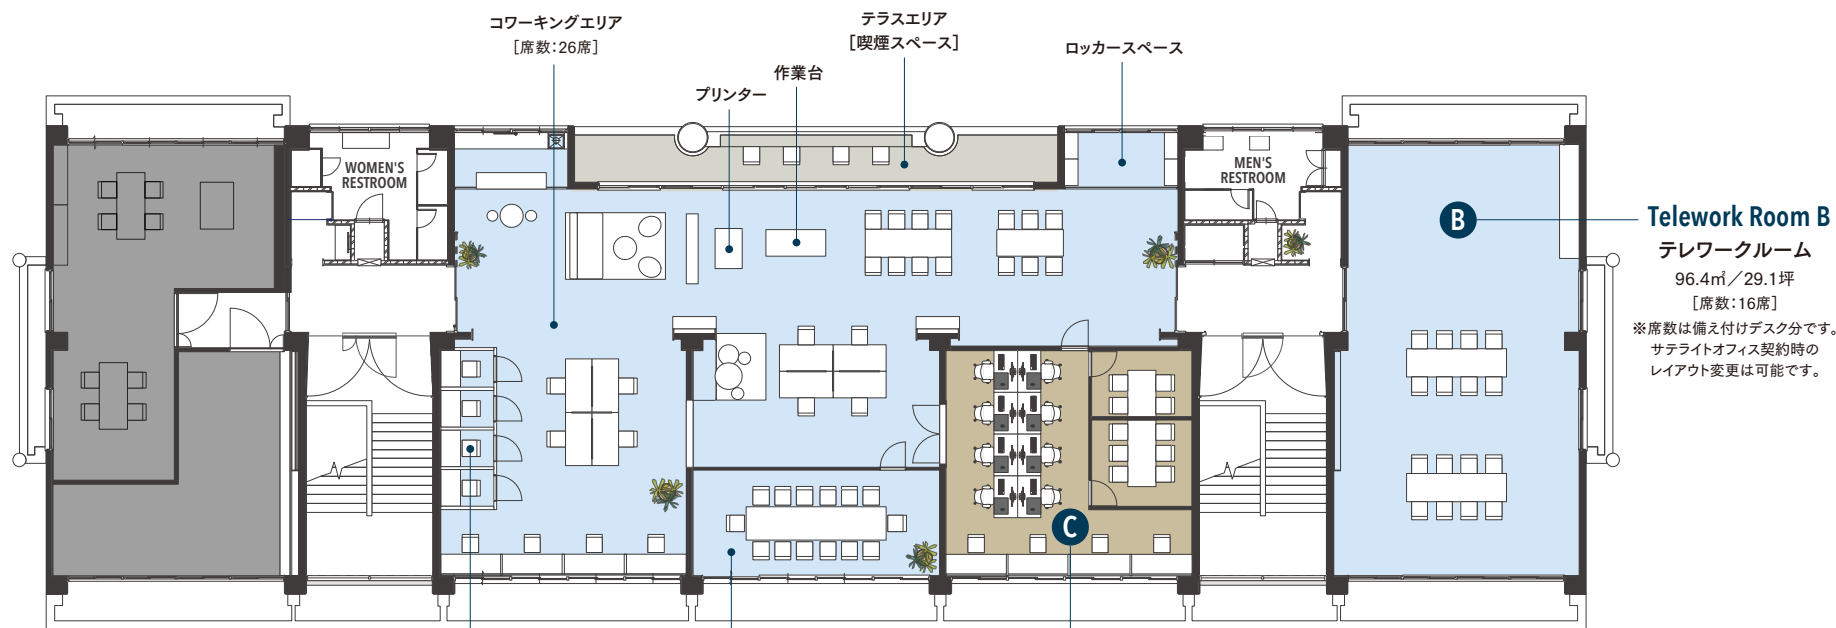 コワーキングエリア
［席数：26席］
テラスエリア
［喫煙スペース］
ロッカースペース
作業台
プリンター
WOMEN'S
RESTROOM
MEN'S
RESTROOM
B
Telework Room B
テレワークルーム
96.4㎡／29.1坪
［席数：16席］
※席数は備え付けデスク分です。
サテライトオフィス契約時の
レイアウト変更は可能です。
C